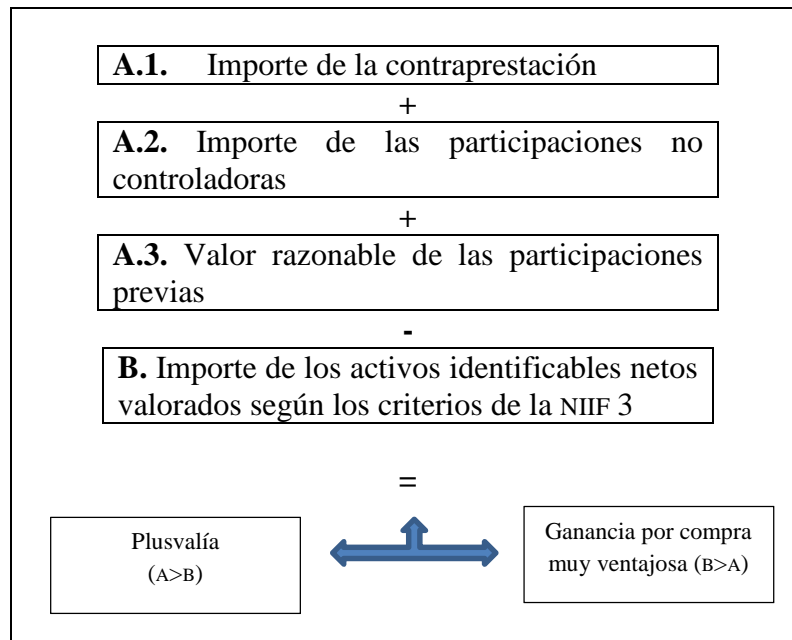 A.1. Importe de la contraprestación
+
A.2. Importe de las participaciones no
controladoras
+
A.3. Valor razonable de las participaciones
previas
-
B. Importe de los activos identificables netos
valorados según los criterios de la NIIF 3
=
Plusvalía
(A>B)
Ganancia por compra
muy ventajosa (B>A)